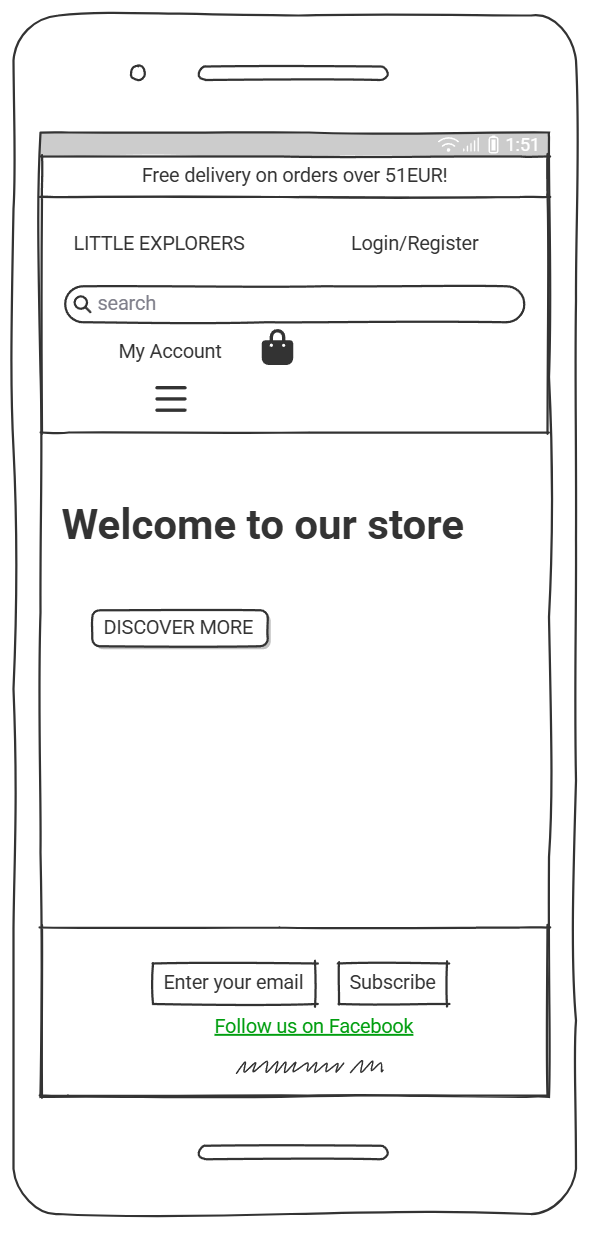 1:51
Free delivery on orders over 51EUR!
LITTLE EXPLORERS Login/Register
search
My Account
Welcome to our store
DISCOVER MORE
Enter your email Subscribe
Follow us on Facebook